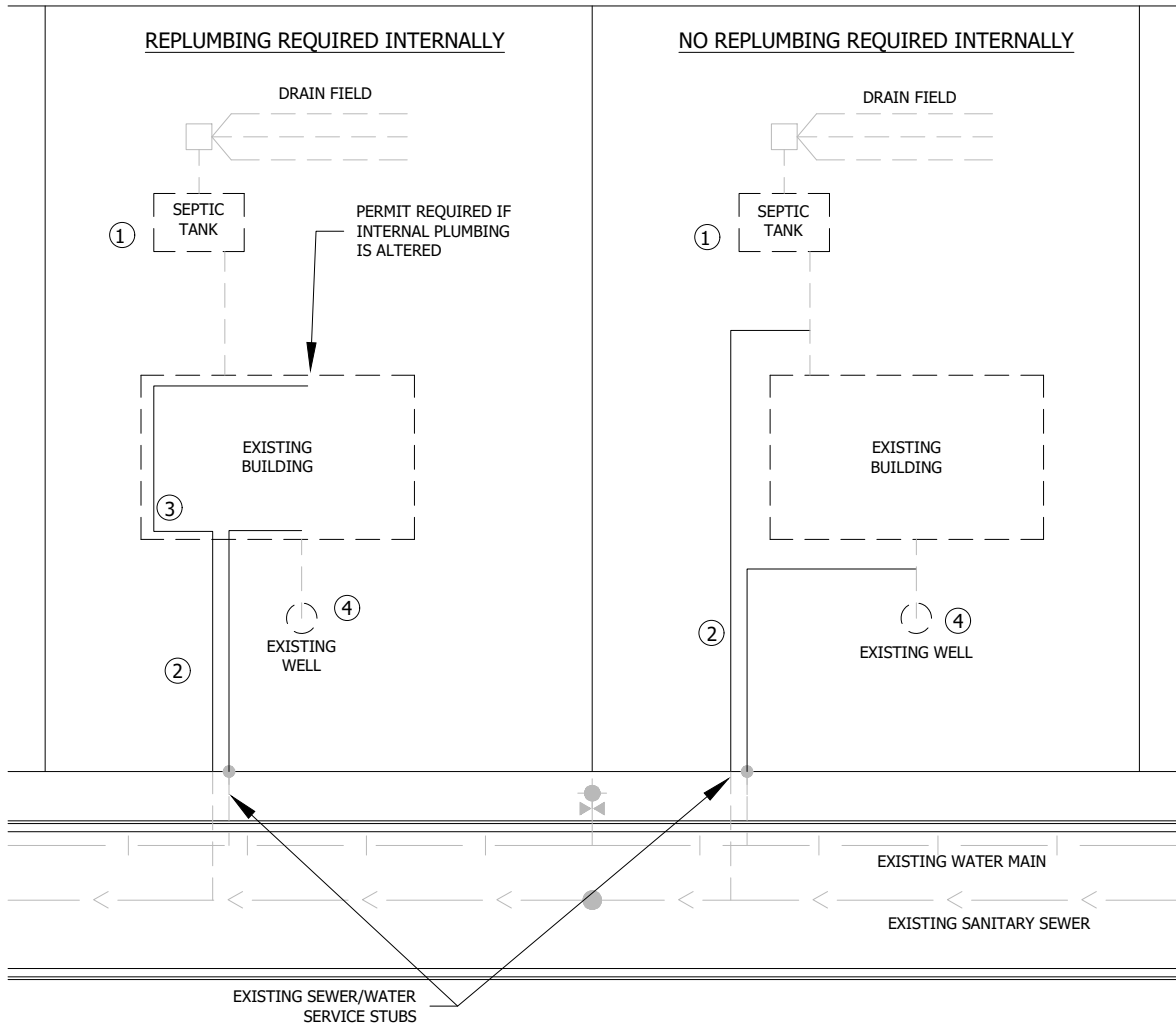 REPLUMBING REQUIRED INTERNALLY
NO REPLUMBING REQUIRED INTERNALLY
DRAIN FIELD
DRAIN FIELD
SEPTIC
TANK
1
PERMIT REQUIRED IF
INTERNAL PLUMBING
IS ALTERED
SEPTIC
TANK
1
EXISTING
BUILDING
3
EXISTING
BUILDING
4
EXISTING
WELL
2
4
EXISTING WELL
2
EXISTING WATER MAIN
EXISTING SANITARY SEWER
EXISTING SEWER/WATER
SERVICE STUBS